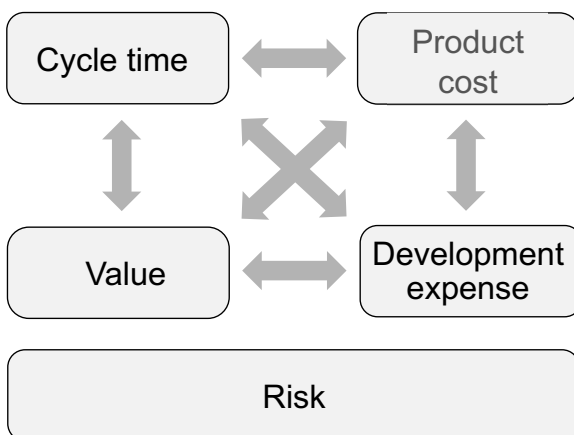 Cycle time
Product
cost
Value
Development
expense
Risk